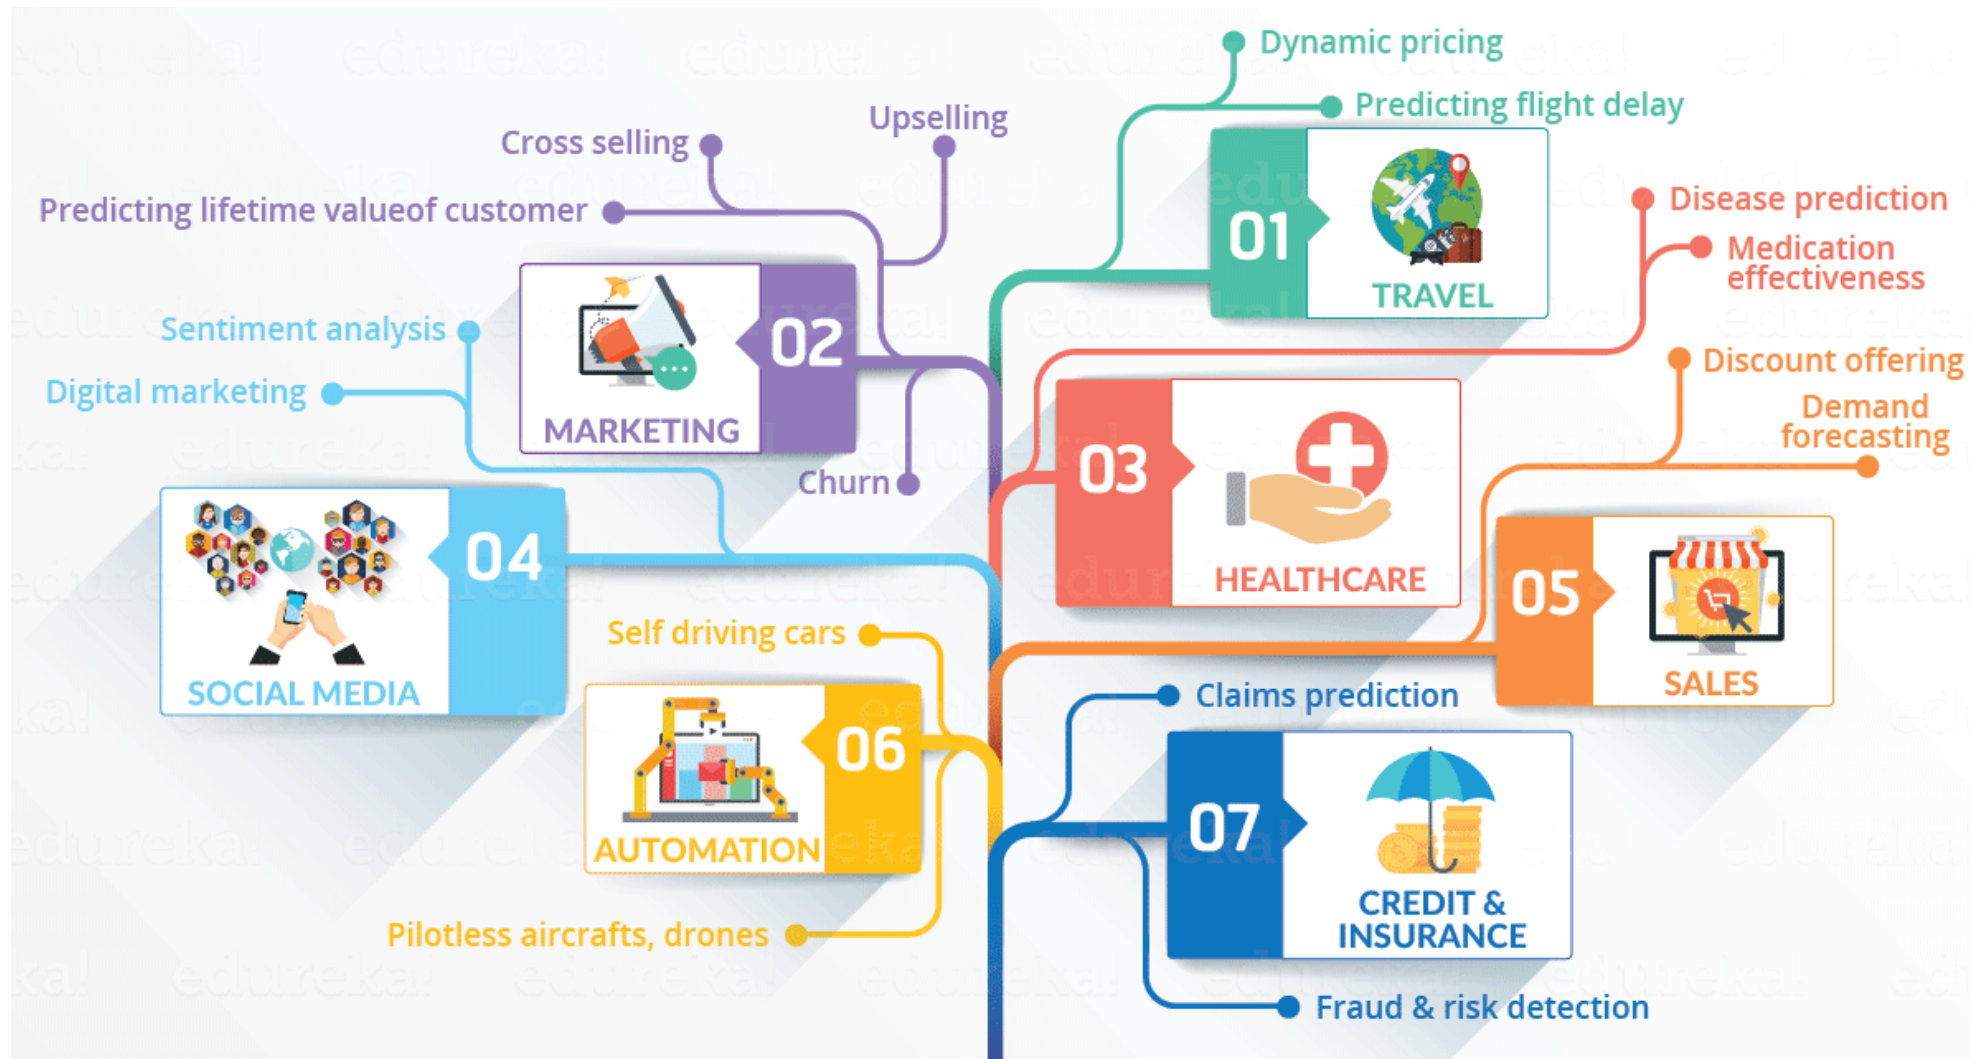 Dynamic pricing
Predicting flight delay
01
TRAVEL
Upselling
Cross selling
Predicting lifetime valueof customer
02
MARKETING
Churn
Disease prediction
Medication
effectiveness
03
HEALTHCARE
Sentiment analysis
Digital marketing
04
SOCIAL MEDIA
Discount offering
Demand
forecasting
05
SALES
Self driving cars
06
AUTOMATION
Pilotless aircrafts, drones
Claims prediction
07
CREDIT &
INSURANCE
Fraud & risk detection
edureka!